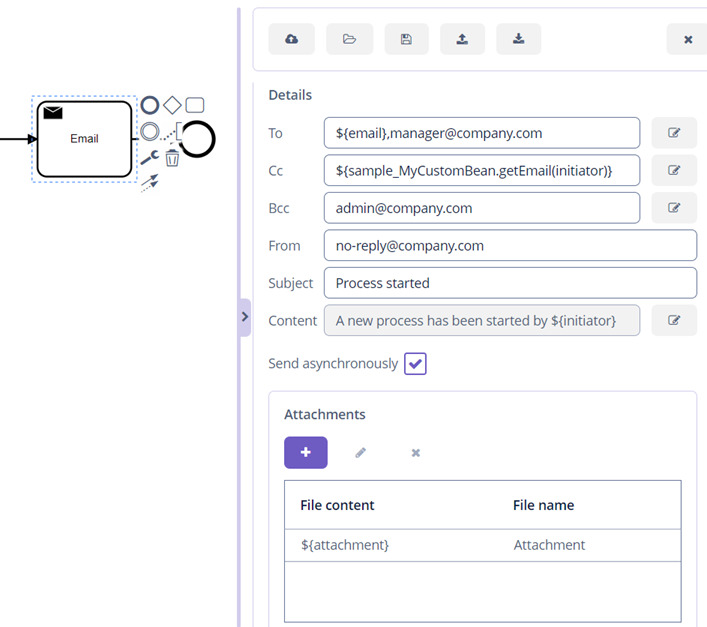 Email
Details
To ${email},manager@company.com
Cc ${sample_MyCustomBean.getEmail(initiator)}
Bcc admin@company.com
From no-reply@company.com
Subject Process started
Content A new process has been started by ${initiator}
Send asynchronously
Attachments
File content File name
${attachment} Attachment